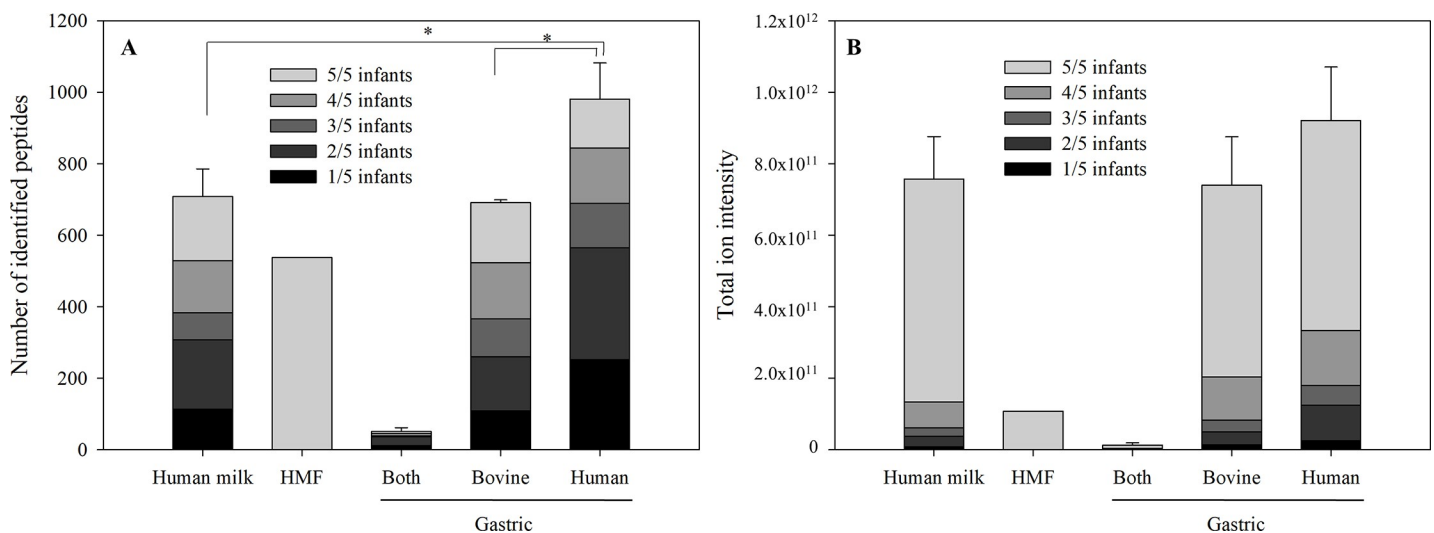 A
* *
1200
1000
800
600
400
200
0
Number of identified peptides
5/5 infants
4/5 infants
3/5 infants
2/5 infants
1/5 infants
Human milk HMF Both Bovine Human
Gastric
B
1.2x10¹²
1.0x10¹²
8.0x10¹¹
6.0x10¹¹
4.0x10¹¹
2.0x10¹¹
0
Total ion intensity
5/5 infants
4/5 infants
3/5 infants
2/5 infants
1/5 infants
Human milk HMF Both Bovine Human
Gastric